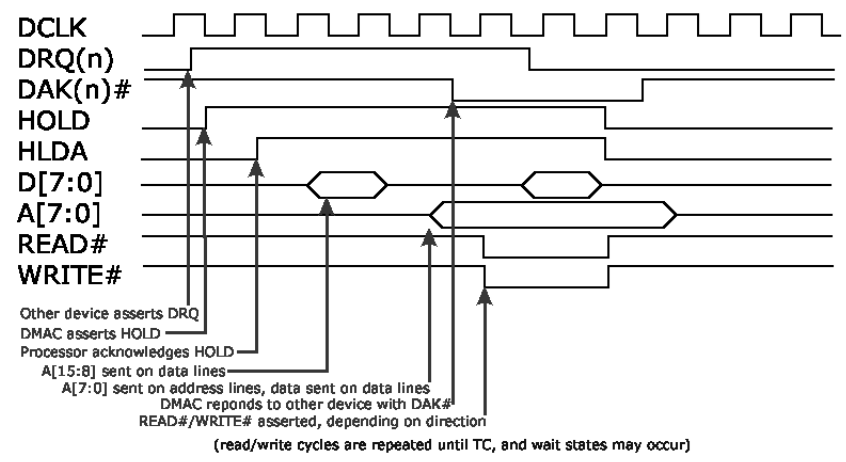 DCLK
DRQ(n)
DAK(n)#
HOLD
HLDA
D[7:0]
A[7:0]
READ#
WRITE#
Other device asserts DRQ
DMAC asserts HOLD
Processor acknowledges HOLD
A[15:8] sent on data lines
A[7:0] sent on address lines, data sent on data lines
DMAC reponds to other device with DAK#
READ#/WRITE# asserted, depending on direction
(read/write cycles are repeated until TC, and wait states may occur)